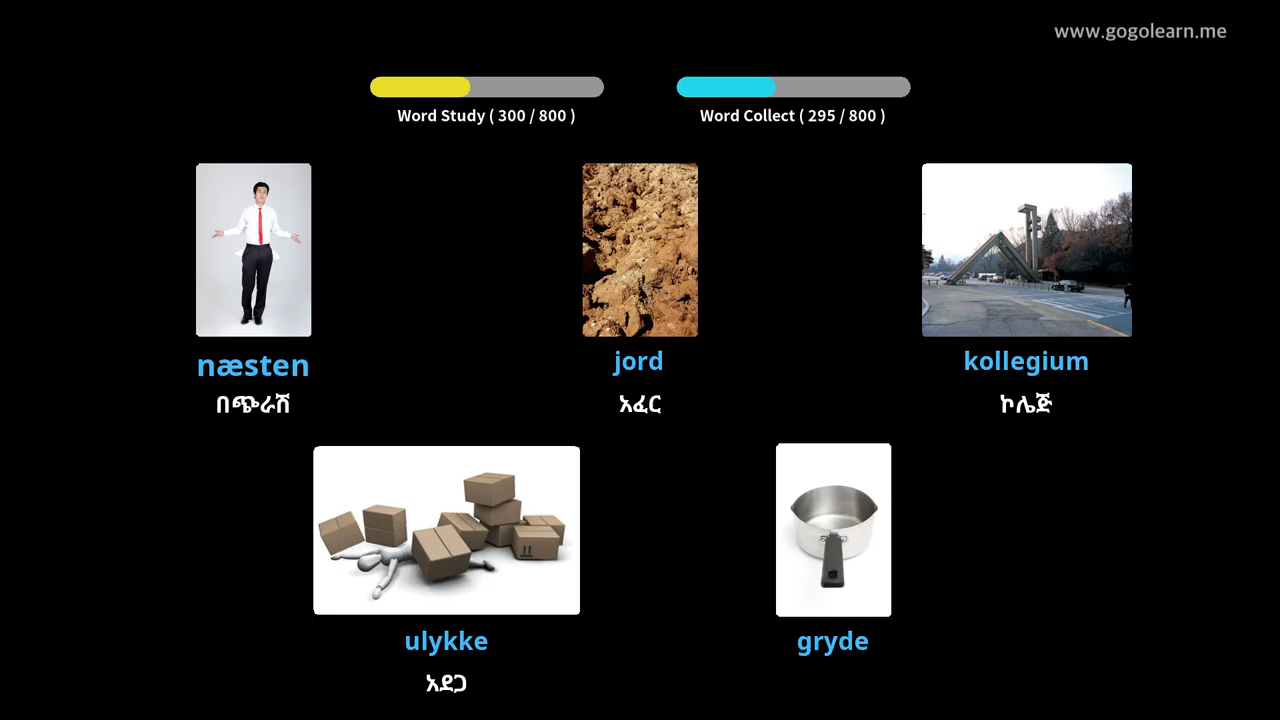 www.gogolearn.me
Word Study ( 300 / 800 )
Word Collect ( 295 / 800 )
næsten
jord
kollegium
በጭራሽ
አፈር
ኮሌጅ
ulykke
gryde
አደጋ